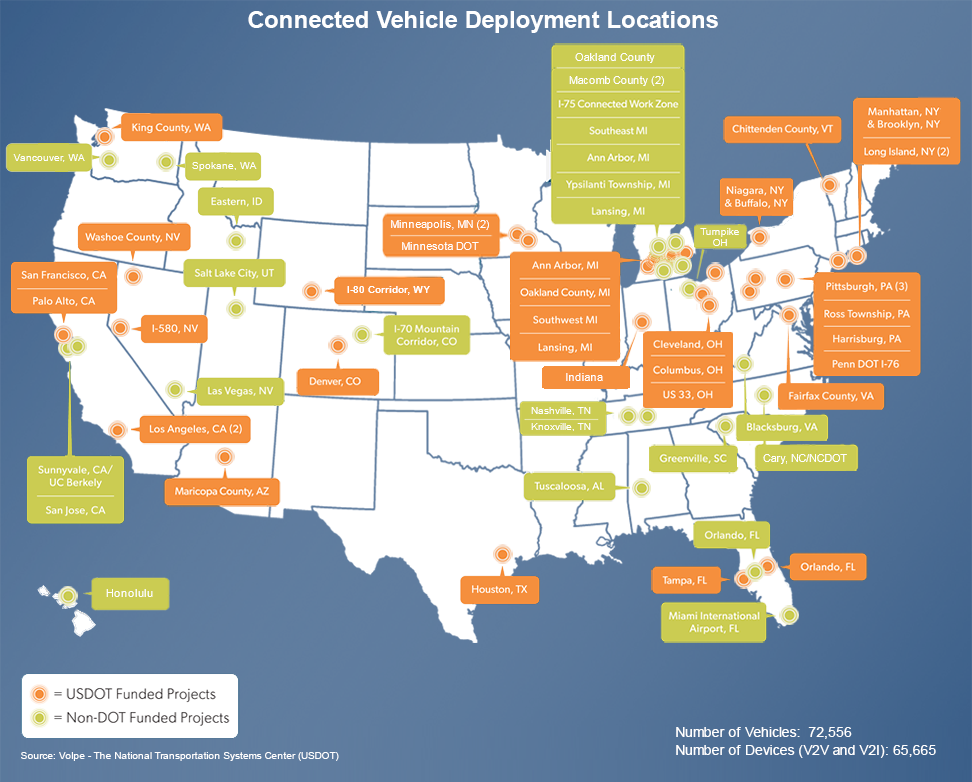 Connected Vehicle Deployment Locations
Oakland County
Macomb County (2)
I-75 Connected Work Zone
Southeast MI
Ann Arbor, MI
Ypsilanti Township, MI
Lansing, MI
Manhattan, NY
& Brooklyn, NY
Long Island, NY (2)
King County, WA
Chittenden County, VT
Vancouver, WA
Spokane, WA
Eastern, ID
Niagara, NY
& Buffalo, NY
Minneapolis, MN (2)
Minnesota DOT
Turnpike
OH
Washoe County, NV
San Francisco, CA
Palo Alto, CA
Salt Lake City, UT
I-80 Corridor, WY
Ann Arbor, MI
Oakland County, MI
Southwest MI
Lansing, MI
Pittsburgh, PA (3)
Ross Township, PA
Harrisburg, PA
Penn DOT I-76
I-580, NV
I-70 Mountain
Corridor, CO
Cleveland, OH
Columbus, OH
US 33, OH
Indiana
Denver, CO
Las Vegas, NV
Fairfax County, VA
Nashville, TN
Knoxville, TN
Los Angeles, CA (2)
Blacksburg, VA
Greenville, SC
Cary, NC/NCDOT
Sunnyvale, CA/
UC Berkely
San Jose, CA
Maricopa County, AZ
Tuscaloosa, AL
Orlando, FL
Houston, TX
Tampa, FL
Orlando, FL
Honolulu
Miami International
Airport, FL
= USDOT Funded Projects
= Non-DOT Funded Projects
Number of Vehicles: 72,556
Number of Devices (V2V and V2I): 65,665
Source: Volpe - The National Transportation Systems Center (USDOT)